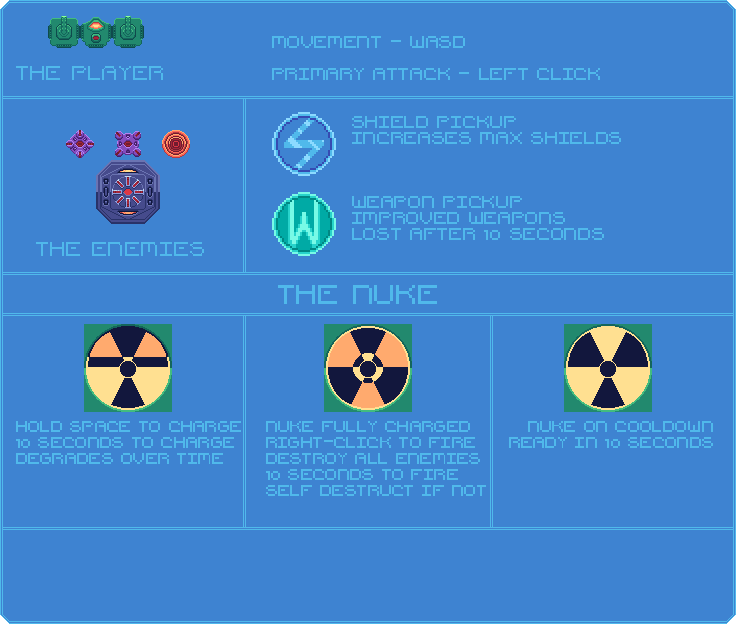 MOVEMENT - WASD
THE PLAYER
PRIMARY ATTACK - LEFT CLICK
SHIELD PICKUP
INCREASES MAX SHIELDS
WEAPON PICKUP
IMPROVED WEAPONS
LOST AFTER 10 SECONDS
W
THE ENEMIES
THE NUKE
HOLD SPACE TO CHARGE
10 SECONDS TO CHARGE
DEGRADES OVER TIME
NUKE FULLY CHARGED
RIGHT-CLICK TO FIRE
DESTROY ALL ENEMIES
10 SECONDS TO FIRE
SELF DESTRUCT IF NOT
NUKE ON COOLDOWN
READY IN 10 SECONDS